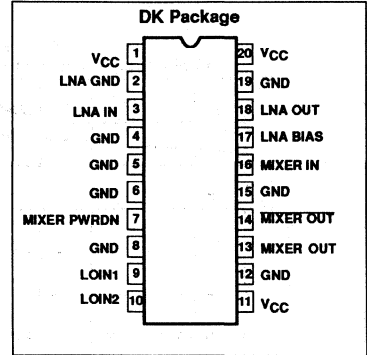 DK Package
VCC 1 20 VCC
LNA GND 2 19 GND
LNA IN 3 18 LNA OUT
GND 4 17 LNA BIAS
GND 5 16 MIXER IN
GND 6 15 GND
MIXER PWRDN 7 14 MIXER OUT
GND 8 13 MIXER OUT
LOIN1 9 12 GND
LOIN2 10 11 VCC